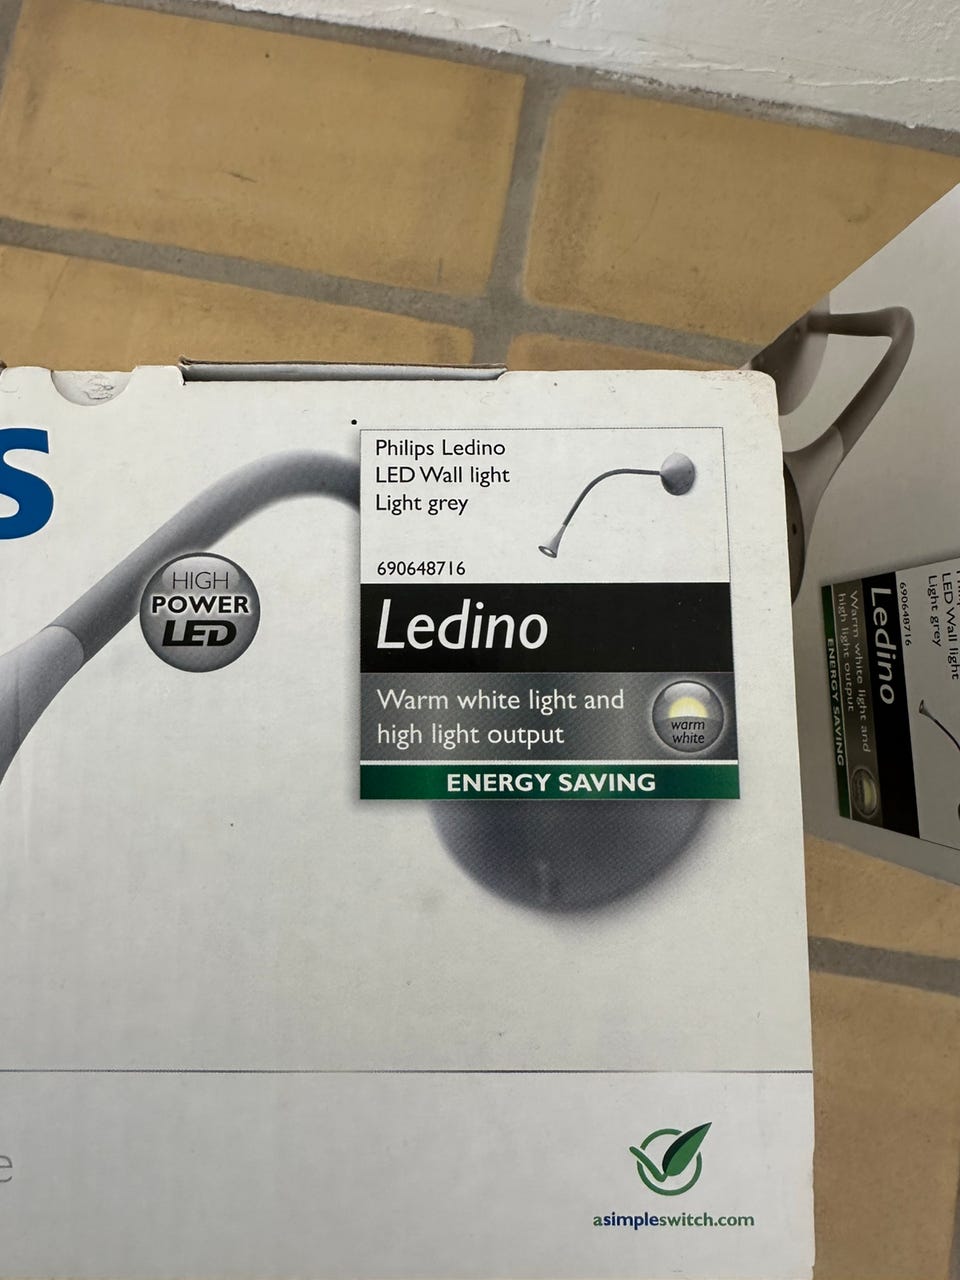 S
Philips Ledino
LED Wall light
Light grey
690648716
HIGH
POWER
LED
Ledino
Warm white light and
high light output
warm
white
ENERGY SAVING
e
asimpleswitch.com
LED Wall light
Light grey
690648716
Ledino
Warm white light and
high light output
ENERGY SAVING